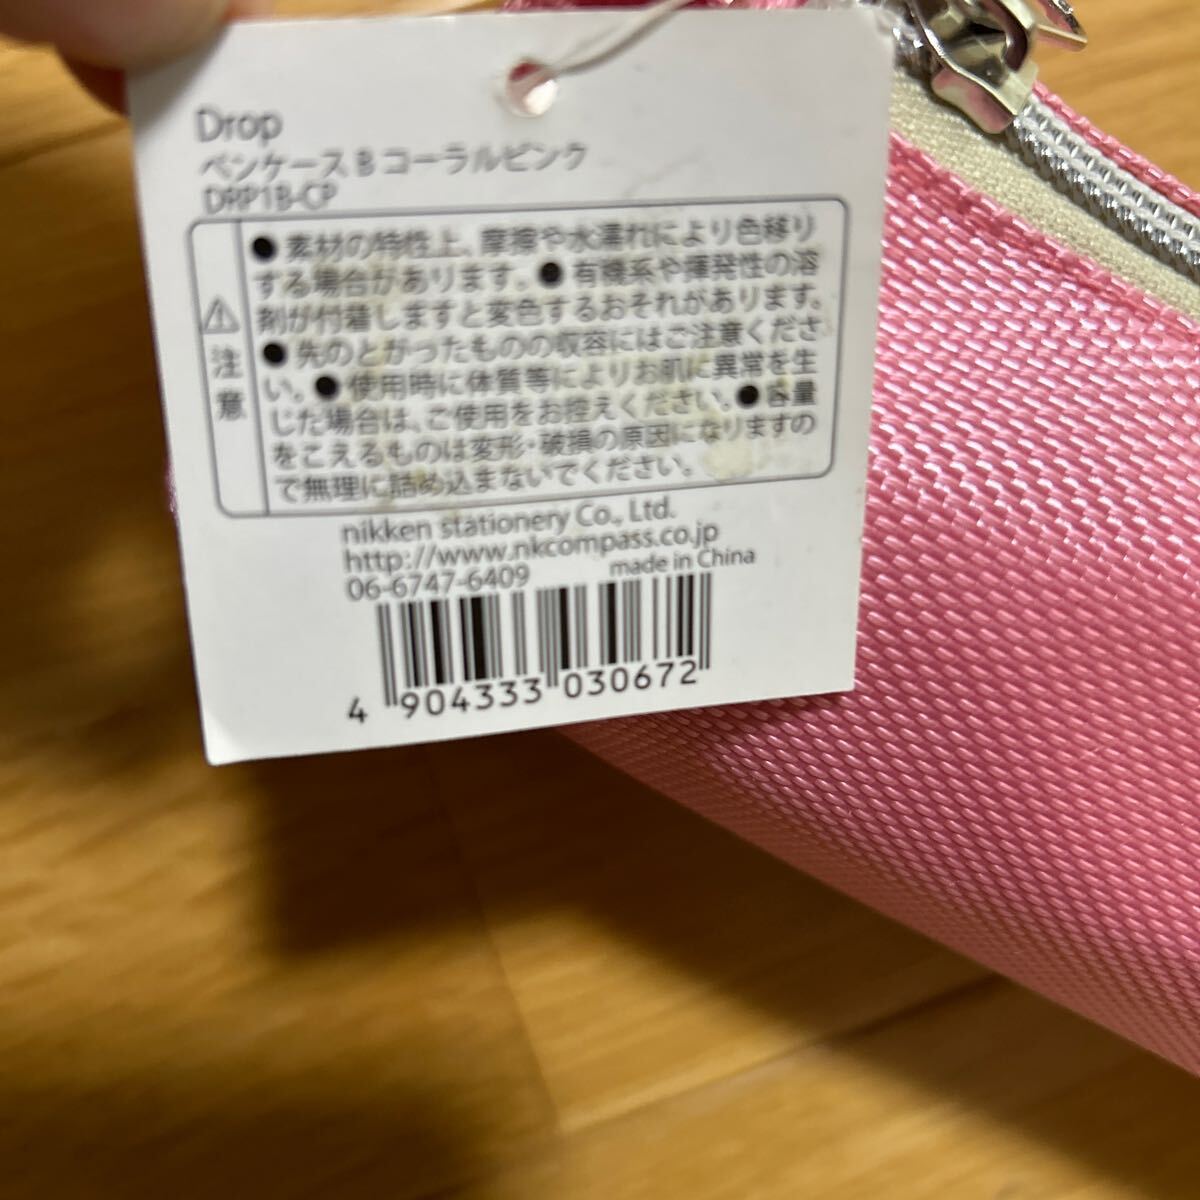 Drop
ペンケース B コーラルピンク
DRP1B-CP
⚠注意
●素材の特性上、摩擦や水濡れにより色移り
する場合があります。●有機系や揮発性の溶
剤が付着しますと変色するおそれがあります。
●先のとがったものの収容にはご注意くださ
い。●使用時に体質等によりお肌に異常を生
じた場合は、ご使用をお控えください。●容量
をこえるものは変形・破損の原因になりますの
で無理に詰め込まないでください。
nikken stationery Co., Ltd.
http://www.nkcompass.co.jp
06-6747-6409 made in China
4 904333 030672